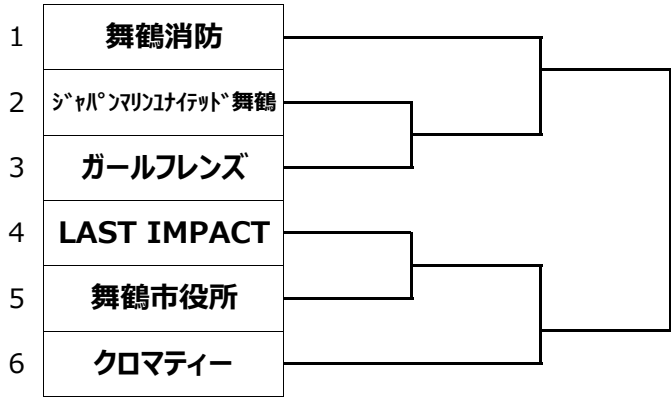 1 舞鶴消防
2 ｼﾞｬﾊﾟﾝﾏﾘﾝﾕﾅｲﾃｯﾄﾞ舞鶴
3 ガールフレンズ
4 LAST IMPACT
5 舞鶴市役所
6 クロマティー